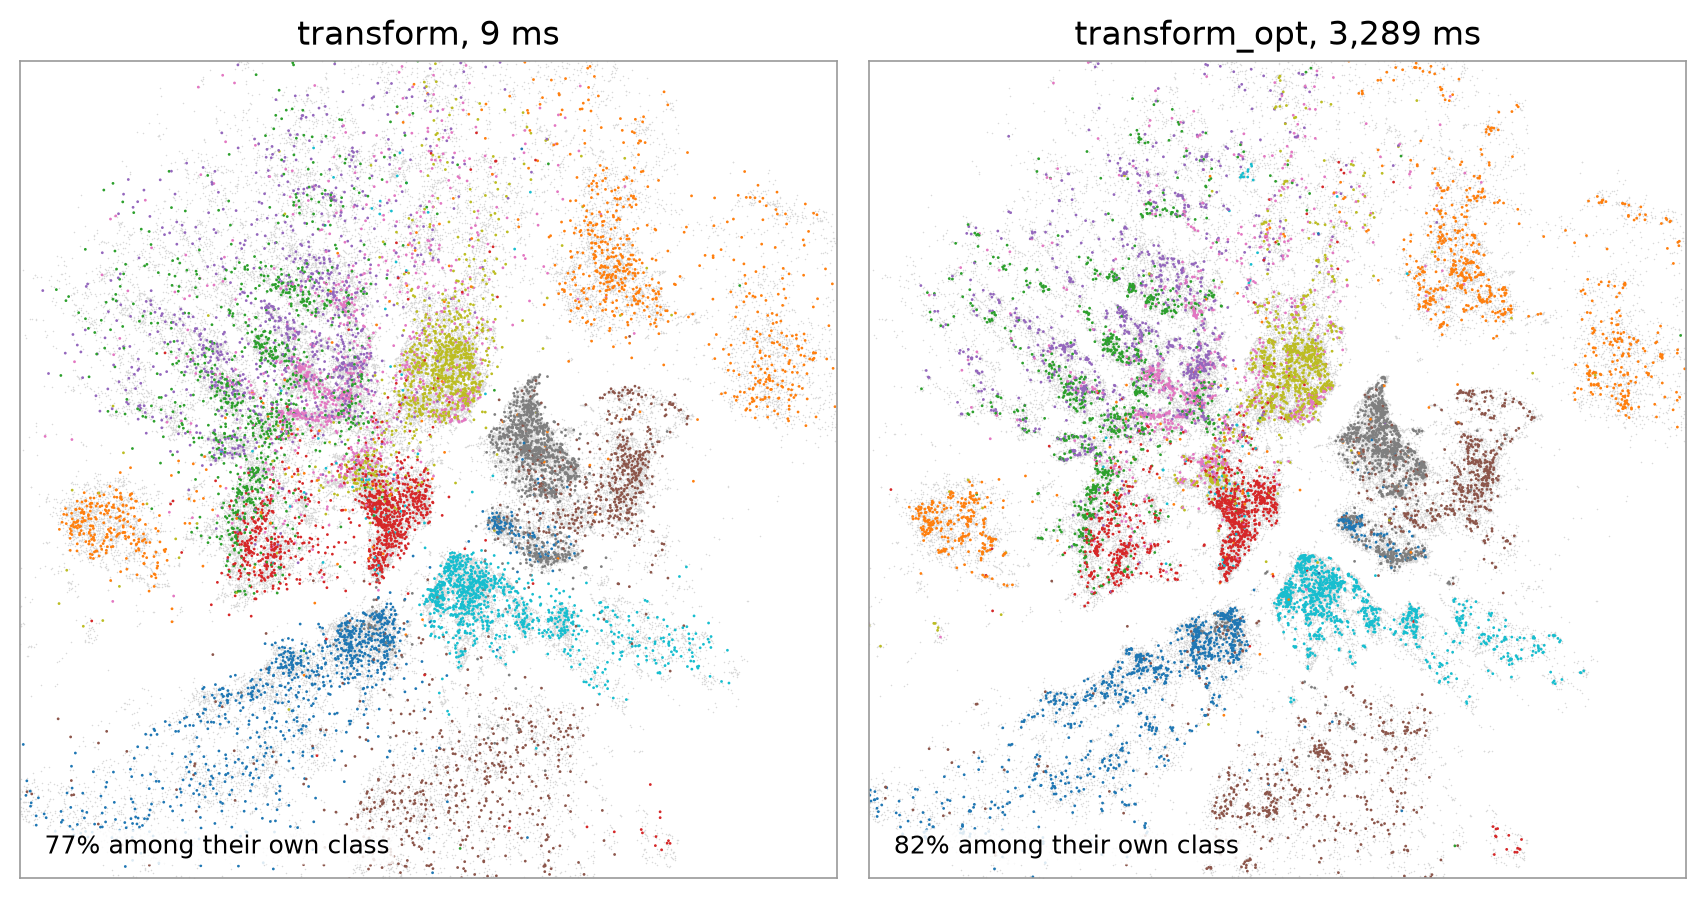 transform, 9 ms
transform_opt, 3,289 ms
77% among their own class
82% among their own class